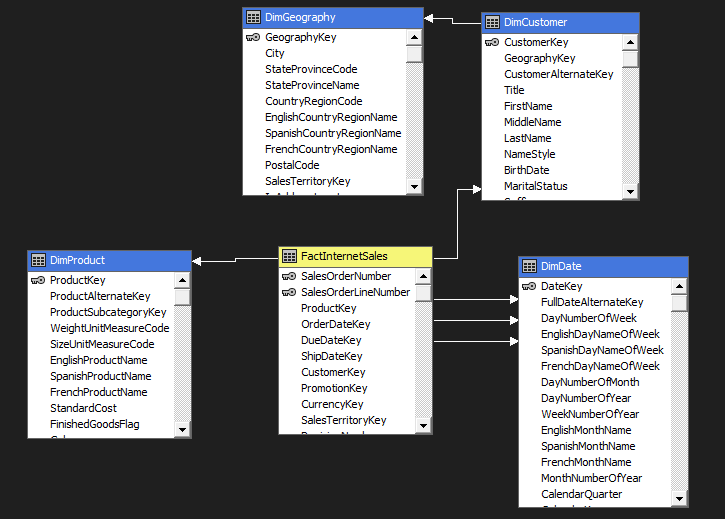 DimGeography
GeographyKey
City
StateProvinceCode
StateProvinceName
CountryRegionCode
EnglishCountryRegionName
SpanishCountryRegionName
FrenchCountryRegionName
PostalCode
SalesTerritoryKey
DimCustomer
CustomerKey
GeographyKey
CustomerAlternateKey
Title
FirstName
MiddleName
LastName
NameStyle
BirthDate
MaritalStatus
DimProduct
ProductKey
ProductAlternateKey
ProductSubcategoryKey
WeightUnitMeasureCode
SizeUnitMeasureCode
EnglishProductName
SpanishProductName
FrenchProductName
StandardCost
FinishedGoodsFlag
FactInternetSales
SalesOrderNumber
SalesOrderLineNumber
ProductKey
OrderDateKey
DueDateKey
ShipDateKey
CustomerKey
PromotionKey
CurrencyKey
SalesTerritoryKey
DimDate
DateKey
FullDateAlternateKey
DayNumberOfWeek
EnglishDayNameOfWeek
SpanishDayNameOfWeek
FrenchDayNameOfWeek
DayNumberOfMonth
DayNumberOfYear
WeekNumberOfYear
EnglishMonthName
SpanishMonthName
FrenchMonthName
MonthNumberOfYear
CalendarQuarter